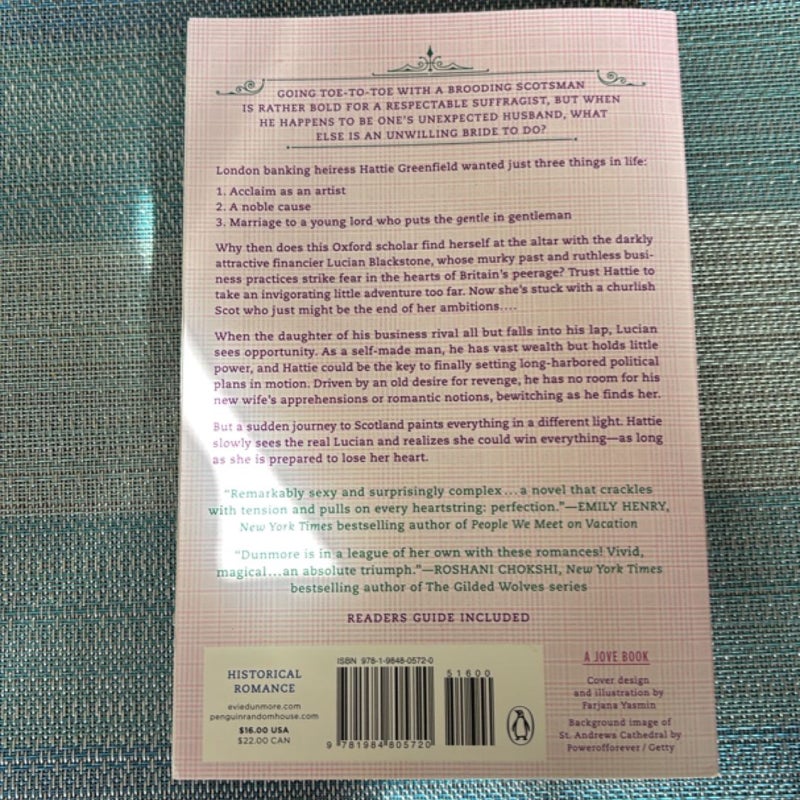 GOING TOE-TO-TOE WITH A BROODING SCOTSMAN
IS RATHER BOLD FOR A RESPECTABLE SUFFRAGIST, BUT WHEN
HE HAPPENS TO BE ONE'S UNEXPECTED HUSBAND, WHAT
ELSE IS AN UNWILLING BRIDE TO DO?
London banking heiress Hattie Greenfield wanted just three things in life:
1. Acclaim as an artist
2. A noble cause
3. Marriage to a young lord who puts the gentle in gentleman
Why then does this Oxford scholar find herself at the altar with the darkly
attractive financier Lucian Blackstone, whose murky past and ruthless busi-
ness practices strike fear in the hearts of Britain's peerage? Trust Hattie to
take an invigorating little adventure too far. Now she's stuck with a churlish
Scot who just might be the end of her ambitions....
When the daughter of his business rival all but falls into his lap, Lucian
sees opportunity. As a self-made man, he has vast wealth but holds little
power, and Hattie could be the key to finally setting long-harbored political
plans in motion. Driven by an old desire for revenge, he has no room for his
new wife's apprehensions or romantic notions, bewitching as he finds her.
But a sudden journey to Scotland paints everything in a different light. Hattie
slowly sees the real Lucian and realizes she could win everything—as long
as she is prepared to lose her heart.
"Remarkably sexy and surprisingly complex...a novel that crackles
with tension and pulls on every heartstring: perfection."—EMILY HENRY,
New York Times bestselling author of People We Meet on Vacation
"Dunmore is in a league of her own with these romances! Vivid,
magical...an absolute triumph."—ROSHANI CHOKSHI, New York Times
bestselling author of The Gilded Wolves series
READERS GUIDE INCLUDED
HISTORICAL
ROMANCE
eviedunmore.com
penguinrandomhouse.com
$16.00 USA
$22.00 CAN
ISBN 978-1-9848-0572-0
51600
9 781984 805720
A JOVE BOOK
Cover design
and illustration by
Farjana Yasmin
Background image of
St. Andrews Cathedral by
Powerofforever / Getty